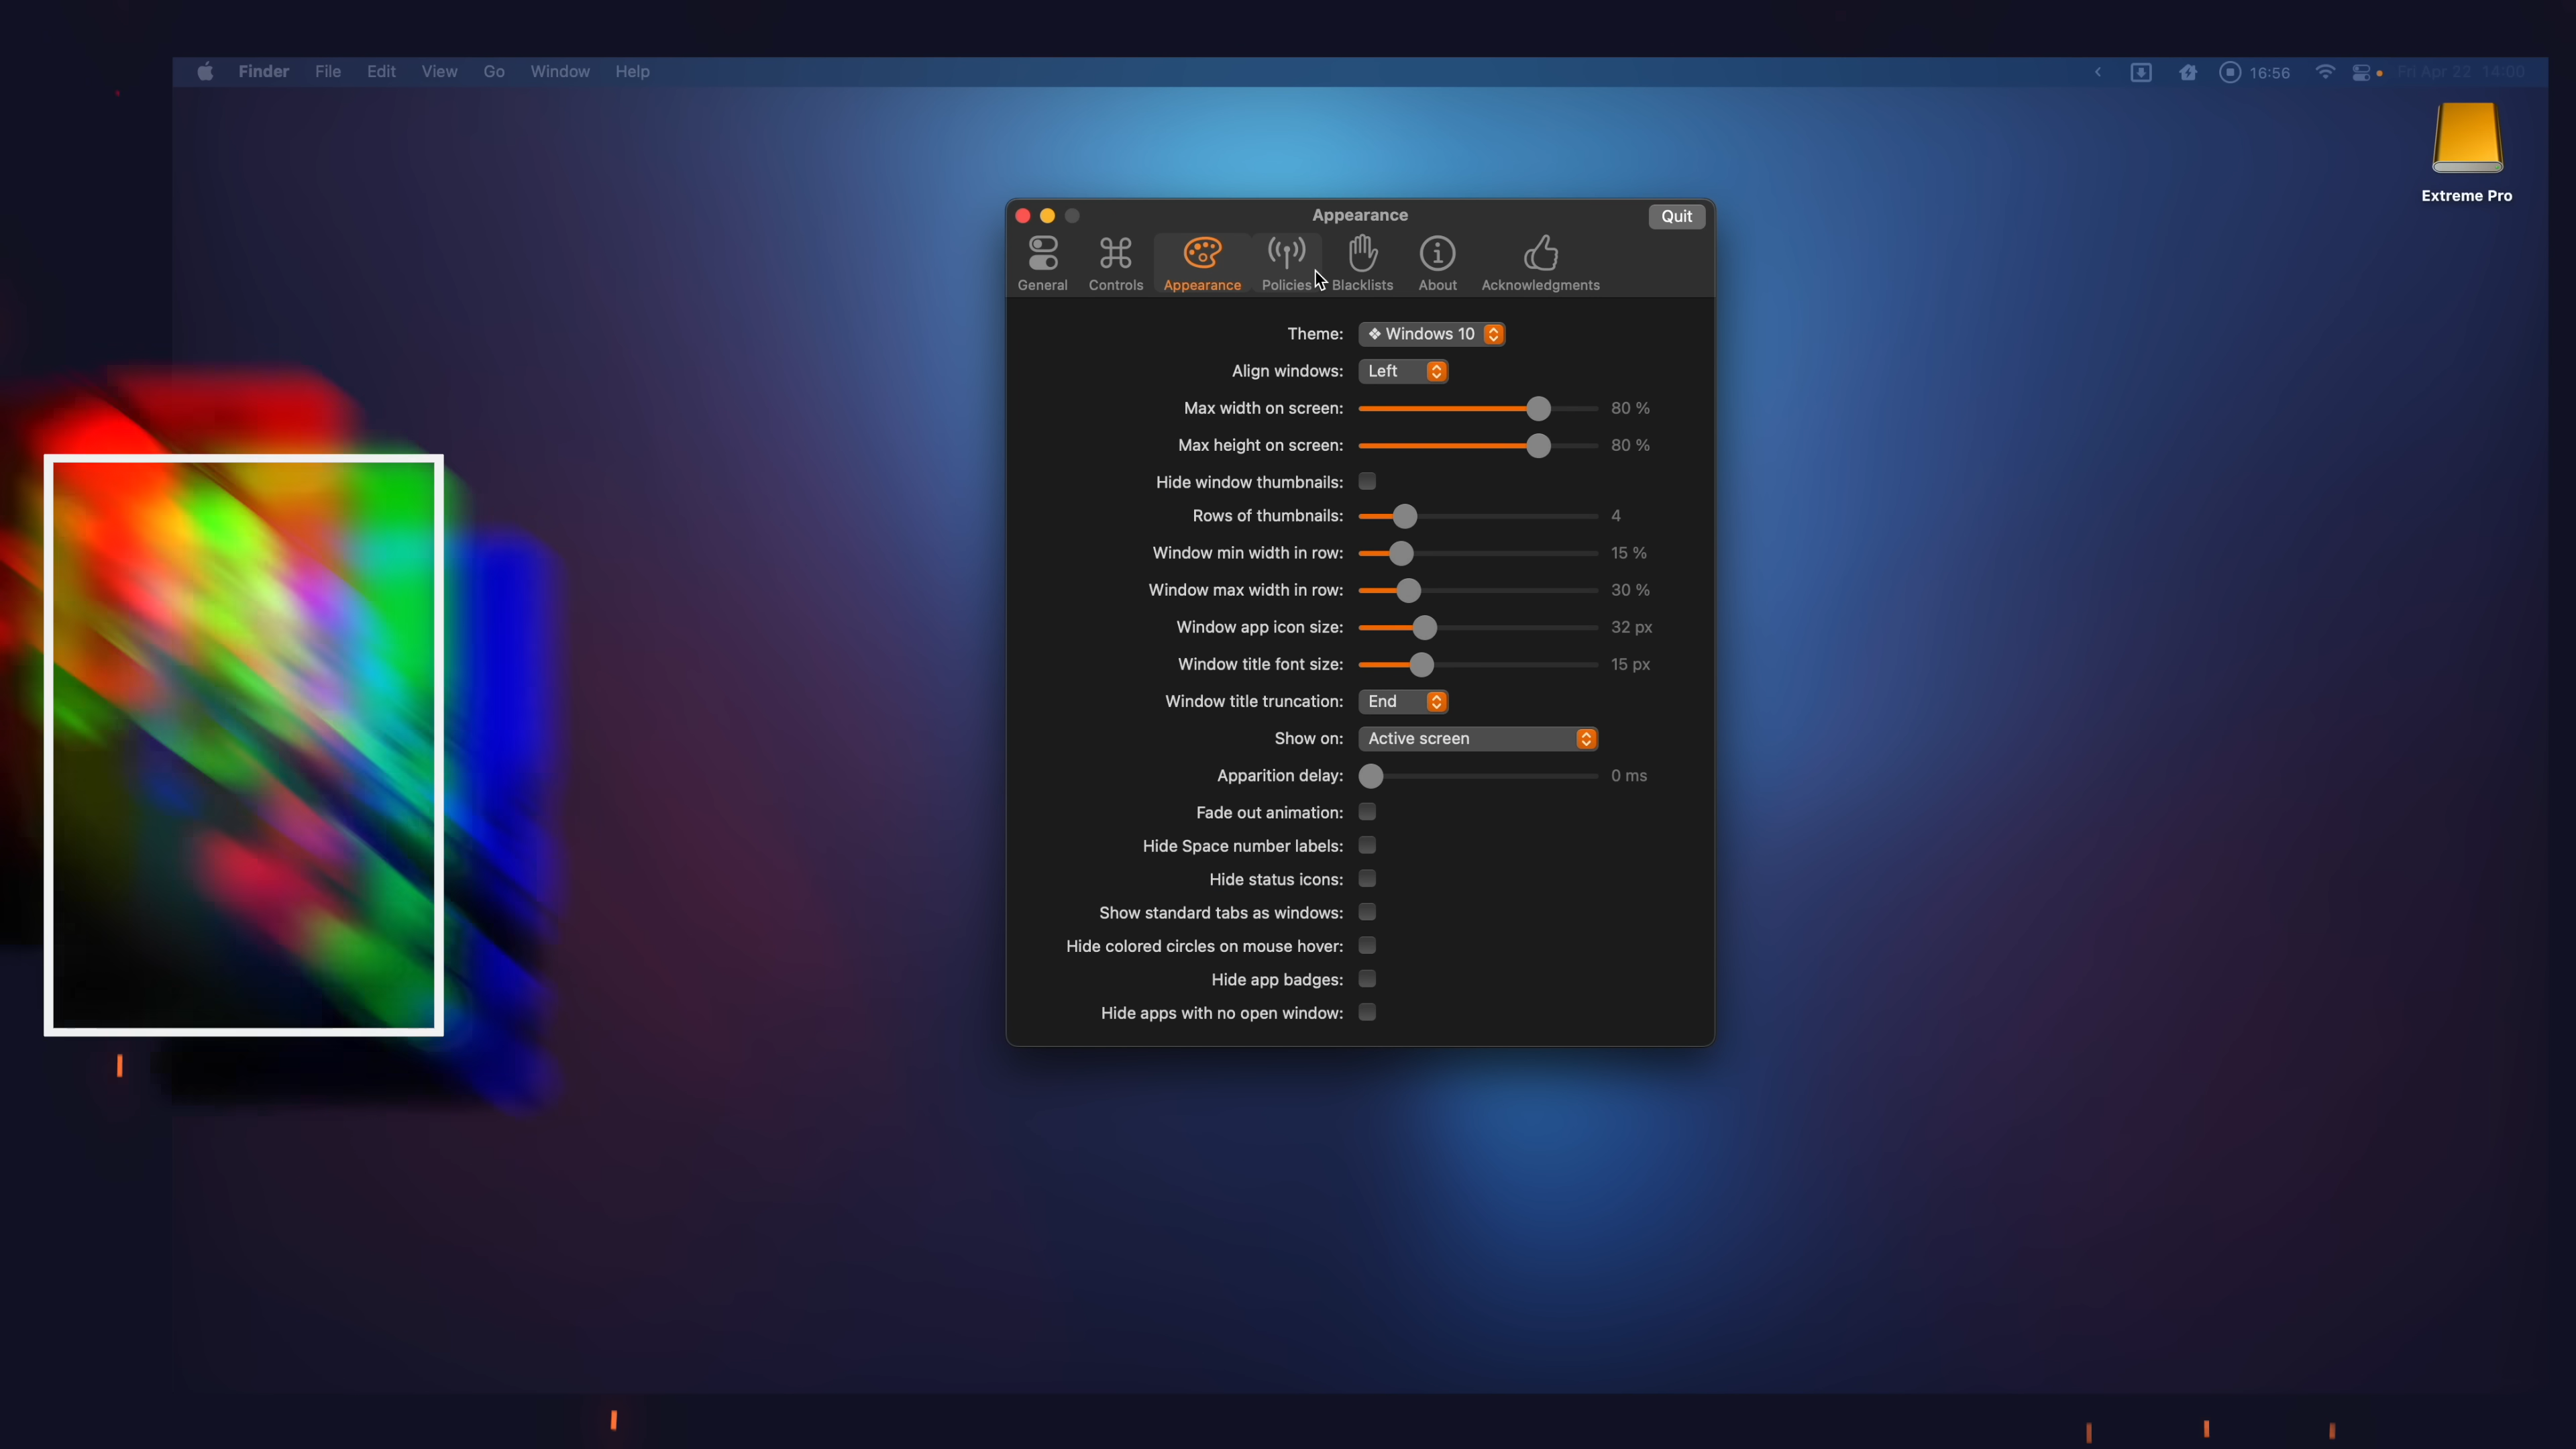 Finder File Edit View Go Window Help
16:56 Fri Apr 22 14:00
Extreme Pro
Appearance
Quit
General Controls Appearance Policies Blacklists About Acknowledgments
Theme: ❖ Windows 10
Align windows: Left
Max width on screen: 80 %
Max height on screen: 80 %
Hide window thumbnails:
Rows of thumbnails: 4
Window min width in row: 15 %
Window max width in row: 30 %
Window app icon size: 32 px
Window title font size: 15 px
Window title truncation: End
Show on: Active screen
Apparition delay: 0 ms
Fade out animation:
Hide Space number labels:
Hide status icons:
Show standard tabs as windows:
Hide colored circles on mouse hover:
Hide app badges:
Hide apps with no open window: